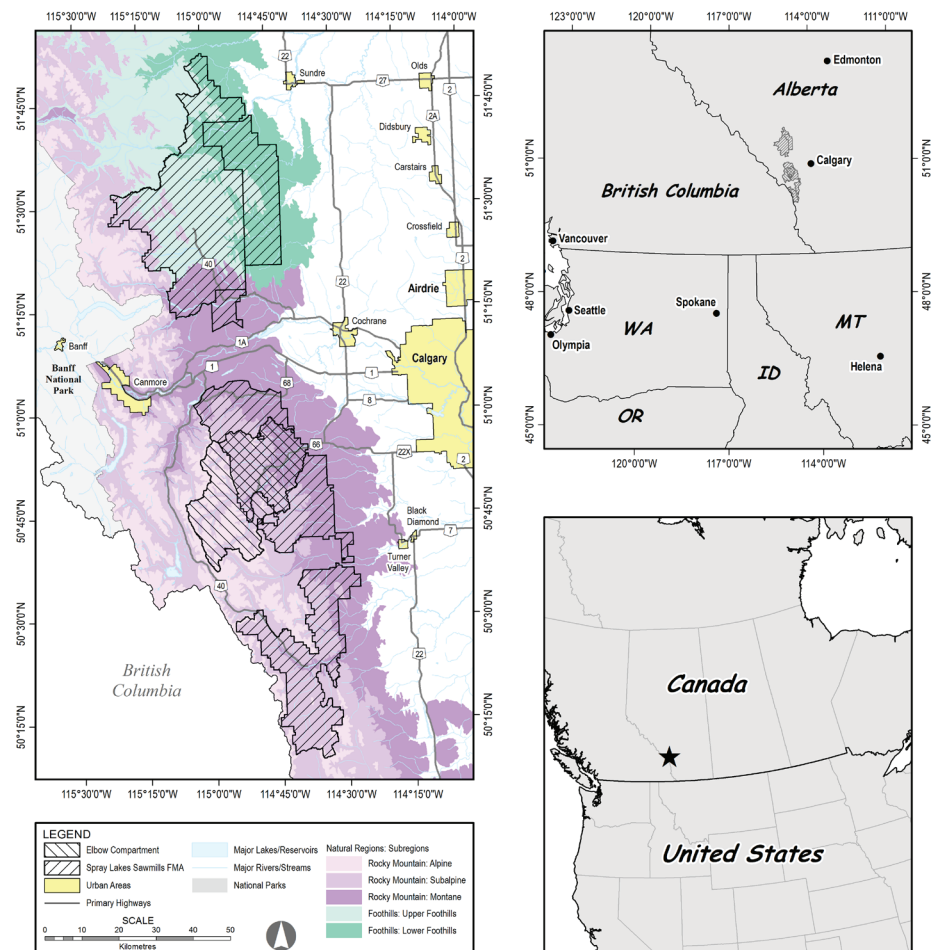 115°30'0"W 115°15'0"W 115°0'0"W 114°45'0"W 114°30'0"W 114°15'0"W
51°45'0"N
51°30'0"N
51°15'0"N
51°0'0"N
50°45'0"N
50°30'0"N
50°15'0"N
22
Sundre
Olds
27
2
2A
Didsbury
Carstairs
Crossfield
2
40
22
Airdrie
Cochrane
1A
Banff
Banff
National
Park
Canmore
1
Calgary
1
68
8
66
22X
2
Black
Diamond
7
Turner
Valley
40
22
British
Columbia
51°45'0"N
51°30'0"N
51°15'0"N
51°0'0"N
50°45'0"N
50°30'0"N
50°15'0"N
115°30'0"W 115°15'0"W 115°0'0"W 114°45'0"W 114°30'0"W 114°15'0"W
LEGEND
Elbow Compartment
Spray Lakes Sawmills FMA
Urban Areas
Primary Highways
SCALE
0 10 20 30 40 50
Kilometres
Major Lakes/Reservoirs
Major Rivers/Streams
National Parks
Natural Regions: Subregions
Rocky Mountain: Alpine
Rocky Mountain: Subalpine
Rocky Mountain: Montane
Foothills: Upper Foothills
Foothills: Lower Foothills
123°0'0"W 120°0'0"W 117°0'0"W 114°0'0"W 111°0'0"W
51°0'0"N
48°0'0"N
45°0'0"N
Edmonton
Alberta
Calgary
British Columbia
Vancouver
Seattle
Spokane
WA
MT
Olympia
Helena
ID
OR
51°0'0"N
48°0'0"N
45°0'0"N
120°0'0"W 117°0'0"W 114°0'0"W
Canada
United States